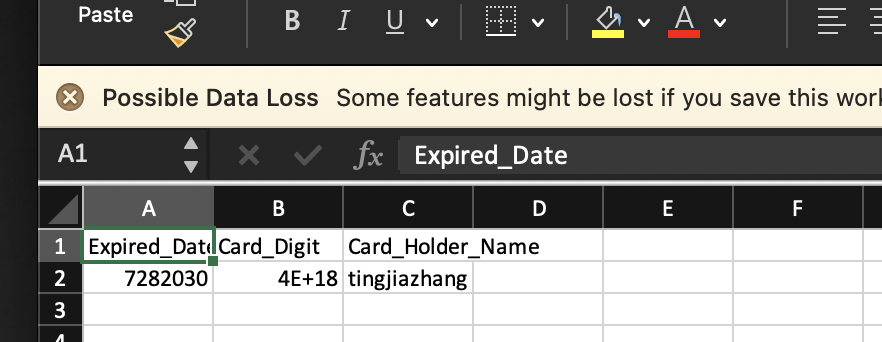 Paste
B I U A
Possible Data Loss Some features might be lost if you save this worl
A1 fx Expired_Date
A B C D E F
1 Expired_Date Card_Digit Card_Holder_Name
2 7282030 4E+18 tingjiazhang
3
4